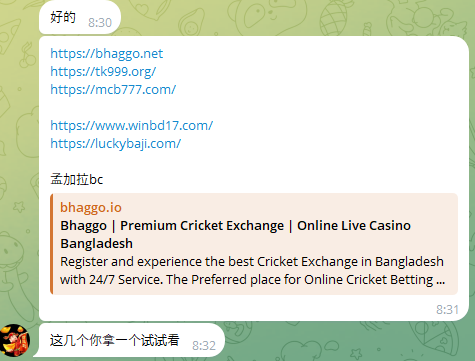 好的
8:30
https://bhaggo.net
https://tk999.org/
https://mcb777.com/
https://www.winbd17.com/
https://luckybaji.com/
孟加拉bc
bhaggo.io
Bhaggo | Premium Cricket Exchange | Online Live Casino
Bangladesh
Register and experience the best Cricket Exchange in Bangladesh
with 24/7 Service. The Preferred place for Online Cricket Betting ...
8:31
这几个你拿一个试试看
8:32